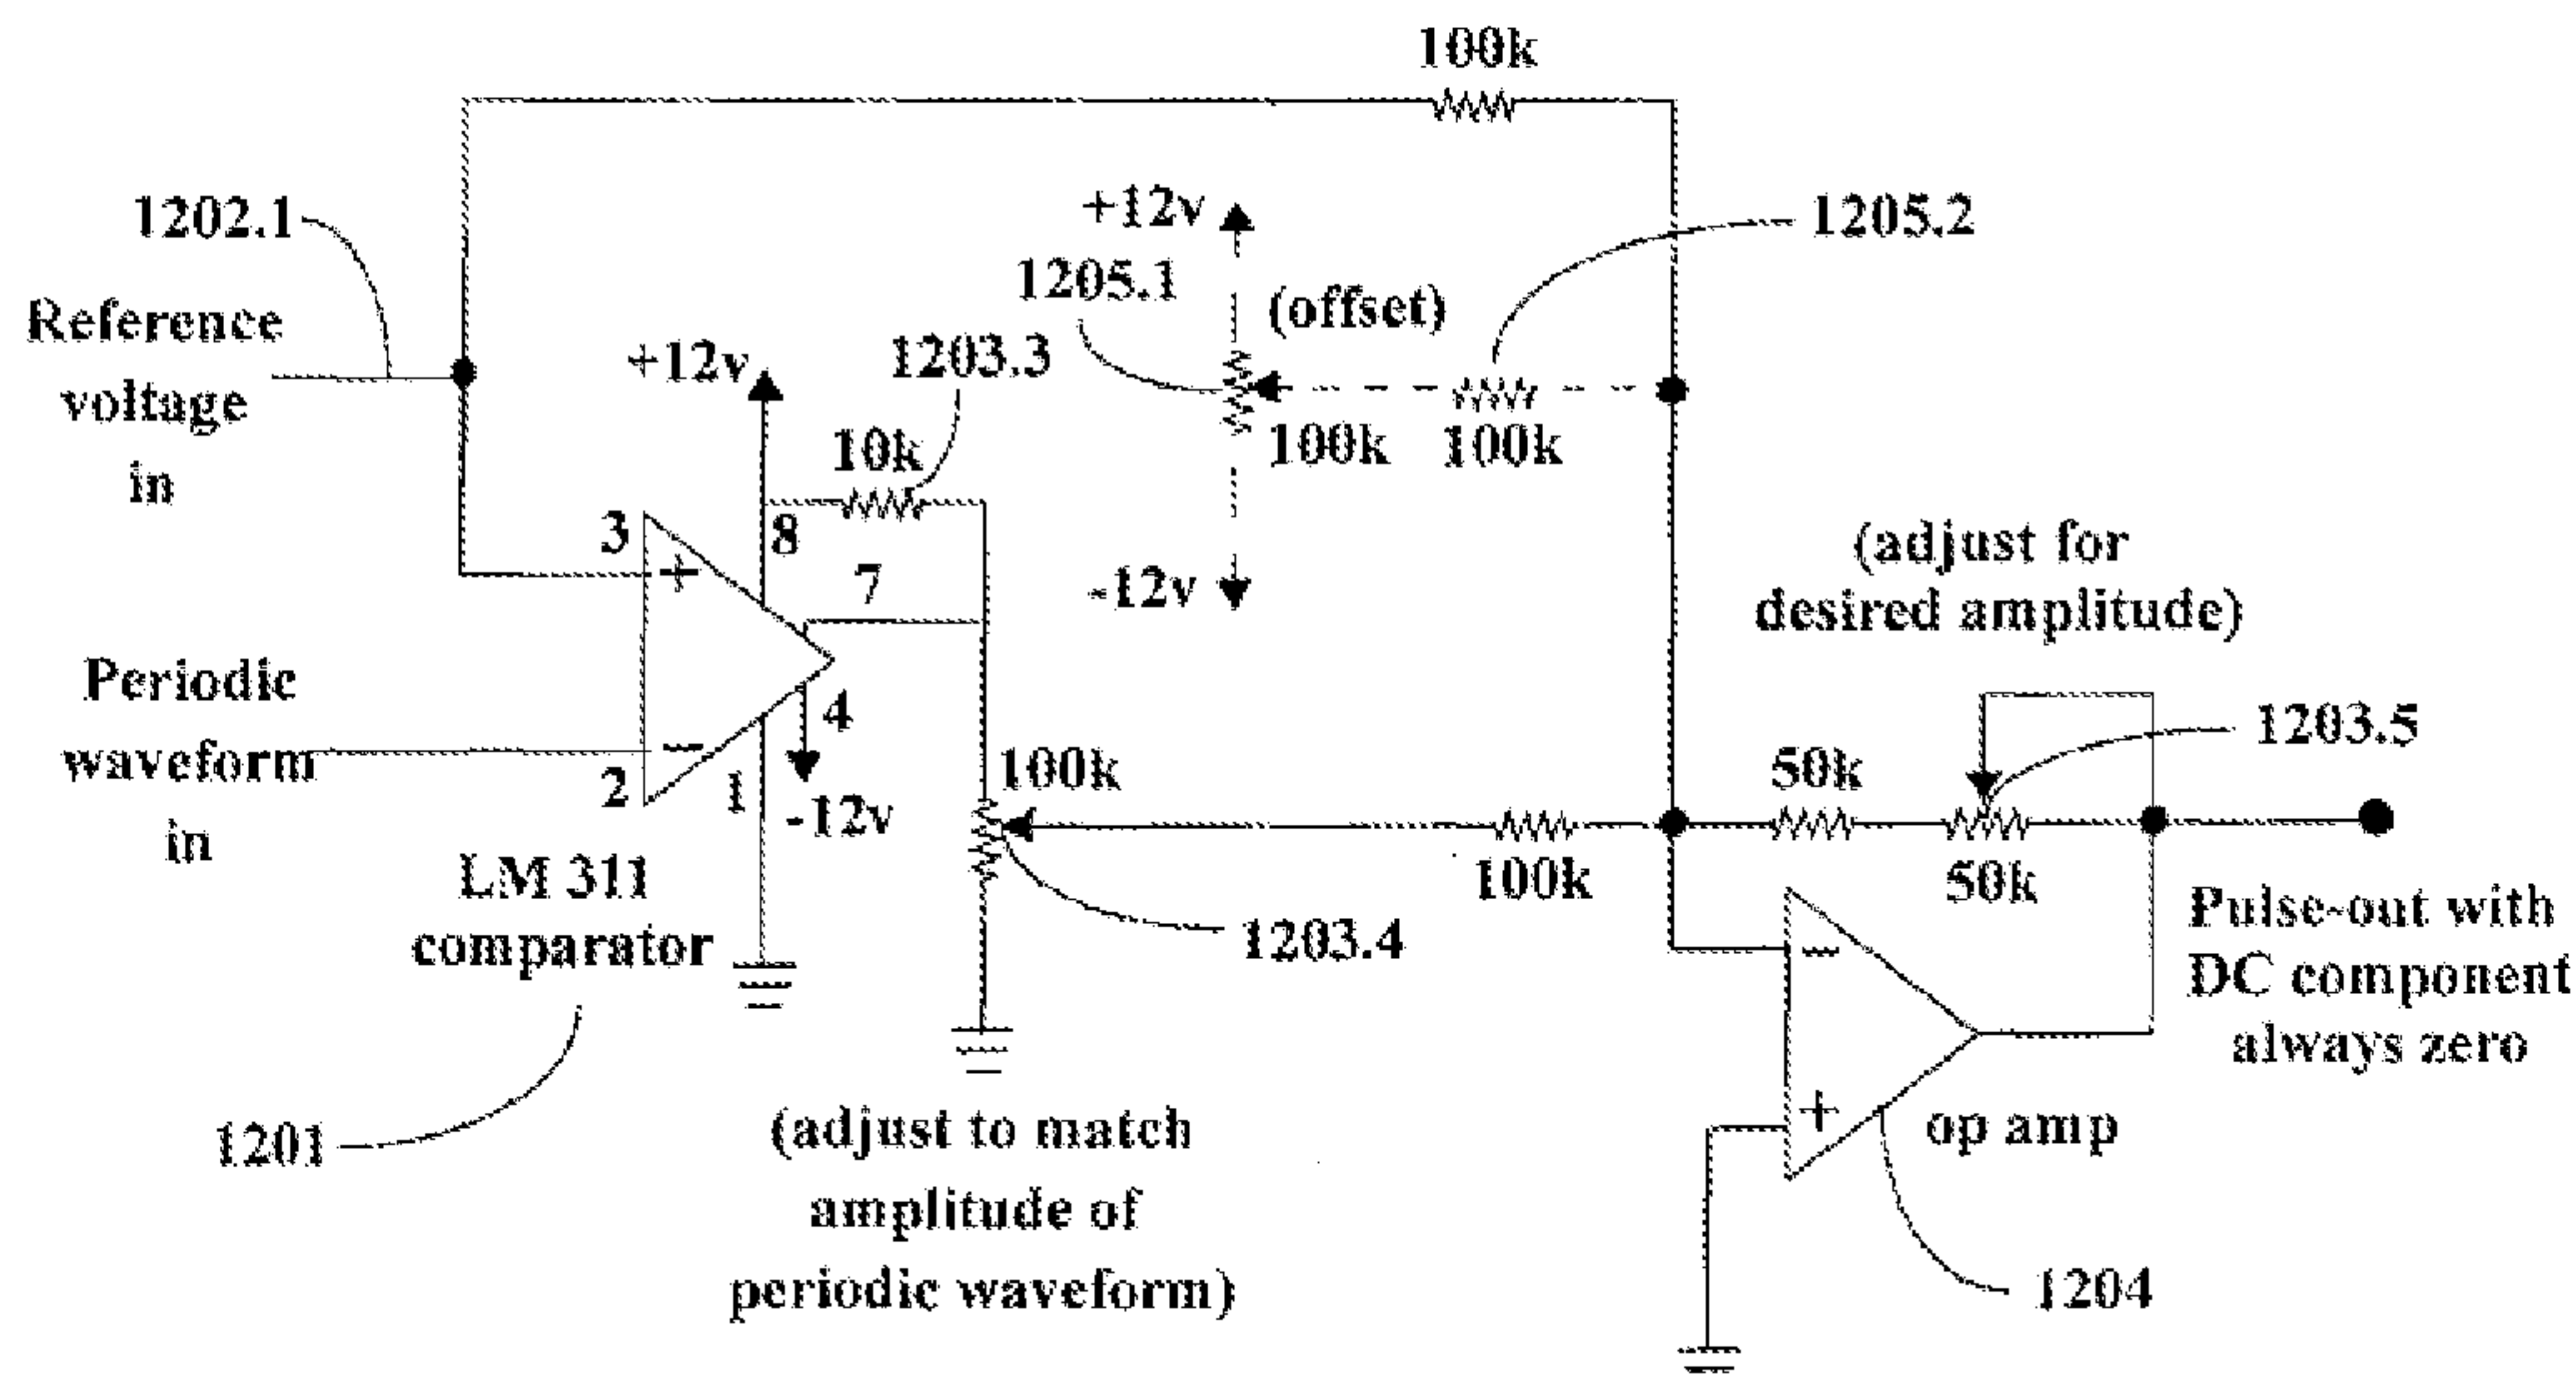 100k
+12v
1205.2
1202.1
1205.1
(offset)
Reference
voltage
in
+12v
1203.3
10k
100k
100k
3
+
8
7
-12v
(adjust for
desired amplitude)
Periodic
waveform
in
2
-
1
4
-12v
100k
50k
1203.5
LM 311
comparator
100k
50k
1203.4
Pulse-out with
DC component
always zero
-
+
op amp
1201
(adjust to match
amplitude of
periodic waveform)
1204